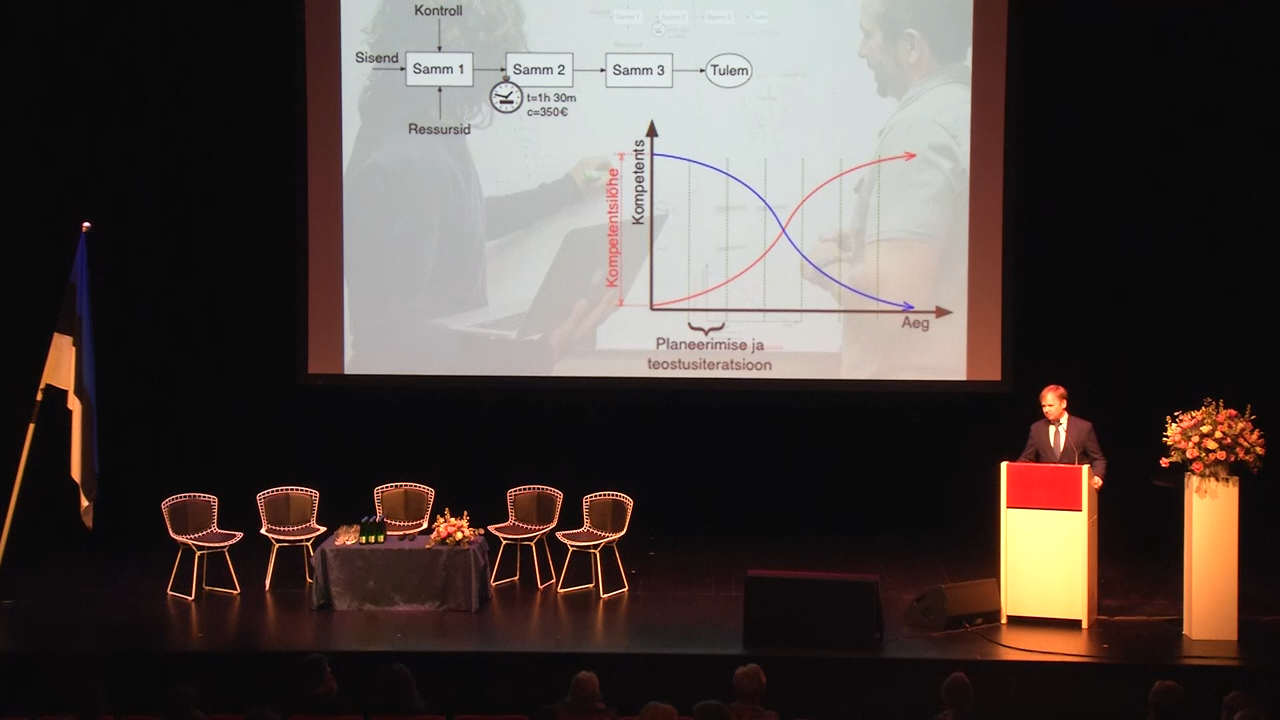 Kontroll
Sisend
Samm 1
Samm 2
Samm 3
Tulem
t=1h 30m
c=350€
Ressursid
Kompetentsilõhe
Kompetents
Aeg
Planeerimise ja
teostusiteratsioon